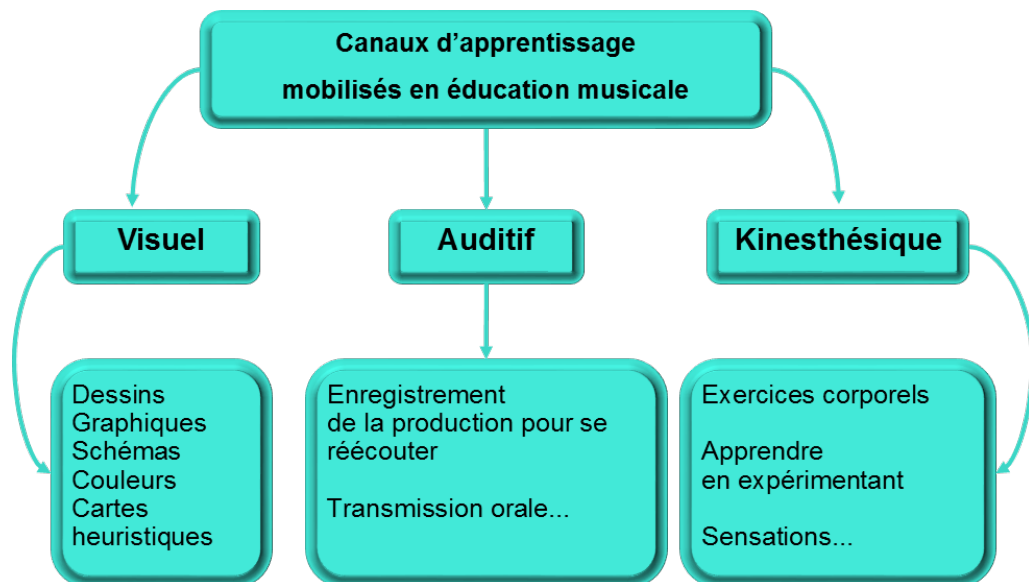 Canaux d’apprentissage
mobilisés en éducation musicale
Visuel
Auditif
Kinesthésique
Dessins
Graphiques
Schémas
Couleurs
Cartes
heuristiques
Enregistrement
de la production pour se
réécouter
Transmission orale...
Exercices corporels
Apprendre
en expérimentant
Sensations...